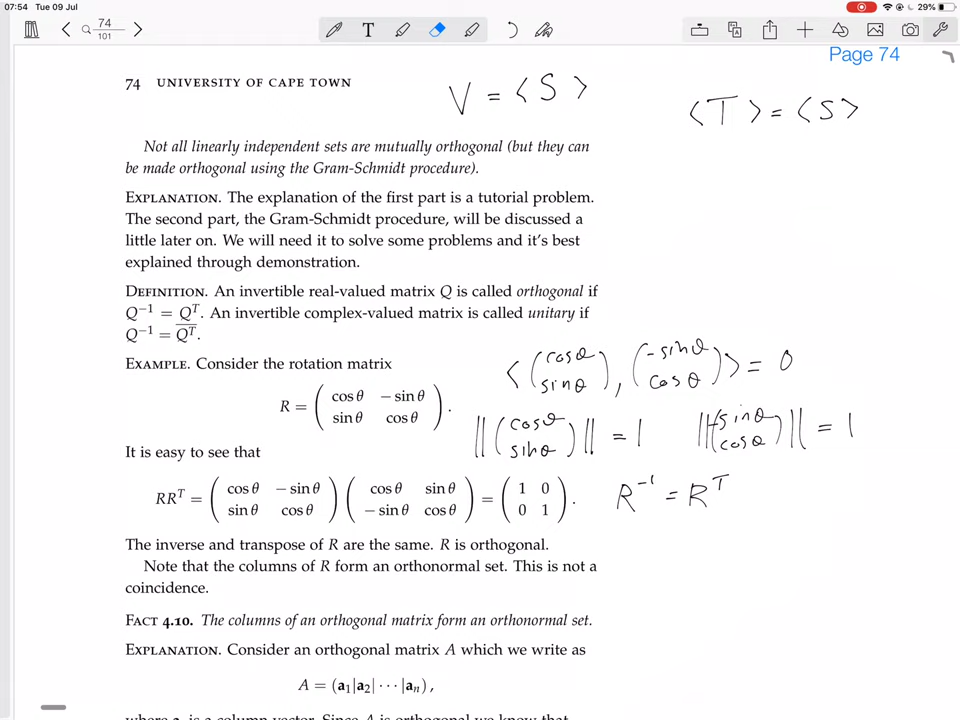 07:54 Tue 09 Jul 29%
74
101
Page 74
74 UNIVERSITY OF CAPE TOWN
V = ⟨S⟩
⟨T⟩ = ⟨S⟩
Not all linearly independent sets are mutually orthogonal (but they can
be made orthogonal using the Gram-Schmidt procedure).
EXPLANATION. The explanation of the first part is a tutorial problem.
The second part, the Gram-Schmidt procedure, will be discussed a
little later on. We will need it to solve some problems and it's best
explained through demonstration.
DEFINITION. An invertible real-valued matrix Q is called orthogonal if
Q⁻¹ = Qᵀ. An invertible complex-valued matrix is called unitary if
Q⁻¹ = \overline{Qᵀ}.
EXAMPLE. Consider the rotation matrix
⟨(cos θ
sin θ), (-sin θ
cos θ)⟩ = 0
R = ( cos θ − sin θ
sin θ cos θ ).
||(cos θ
sin θ)|| = 1
||(-sin θ
cos θ)|| = 1
It is easy to see that
RRᵀ = ( cos θ − sin θ
sin θ cos θ ) ( cos θ sin θ
− sin θ cos θ ) = ( 1 0
0 1 ).
R⁻¹ = Rᵀ
The inverse and transpose of R are the same. R is orthogonal.
Note that the columns of R form an orthonormal set. This is not a
coincidence.
FACT 4.10. The columns of an orthogonal matrix form an orthonormal set.
EXPLANATION. Consider an orthogonal matrix A which we write as
A = (a₁|a₂| · · · |aₙ) ,